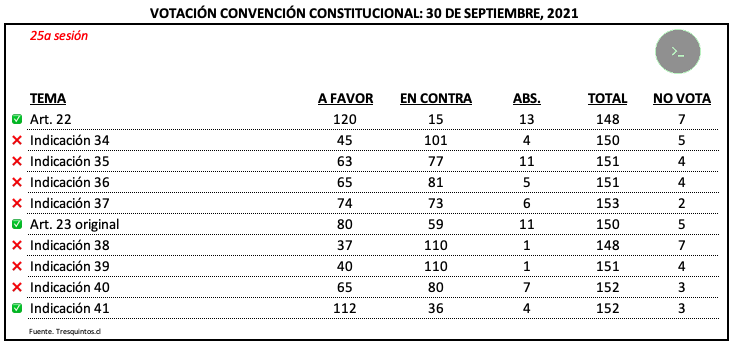 VOTACIÓN CONVENCIÓN CONSTITUCIONAL: 30 DE SEPTIEMBRE, 2021
25a sesión
>_
TEMA A FAVOR EN CONTRA ABS. TOTAL NO VOTA
Art. 22 120 15 13 148 7
Indicación 34 45 101 4 150 5
Indicación 35 63 77 11 151 4
Indicación 36 65 81 5 151 4
Indicación 37 74 73 6 153 2
Art. 23 original 80 59 11 150 5
Indicación 38 37 110 1 148 7
Indicación 39 40 110 1 151 4
Indicación 40 65 80 7 152 3
Indicación 41 112 36 4 152 3
Fuente. Tresquintos.cl